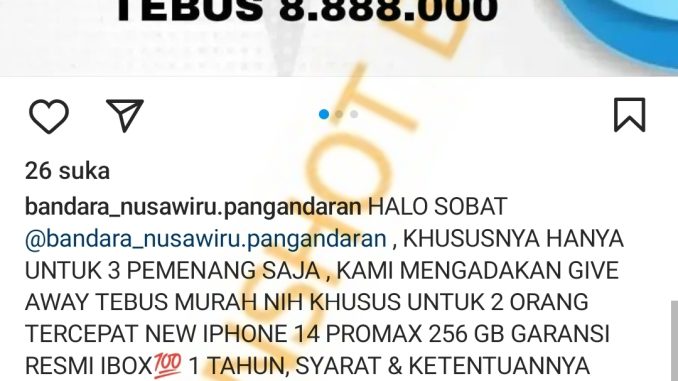 TEBUS 8.888.000
26 suka
bandara_nusawiru.pangandaran HALO SOBAT
@bandara_nusawiru.pangandaran , KHUSUSNYA HANYA
UNTUK 3 PEMENANG SAJA , KAMI MENGADAKAN GIVE
AWAY TEBUS MURAH NIH KHUSUS UNTUK 2 ORANG
TERCEPAT NEW IPHONE 14 PROMAX 256 GB GARANSI
RESMI IBOX💯 1 TAHUN, SYARAT & KETENTUANNYA